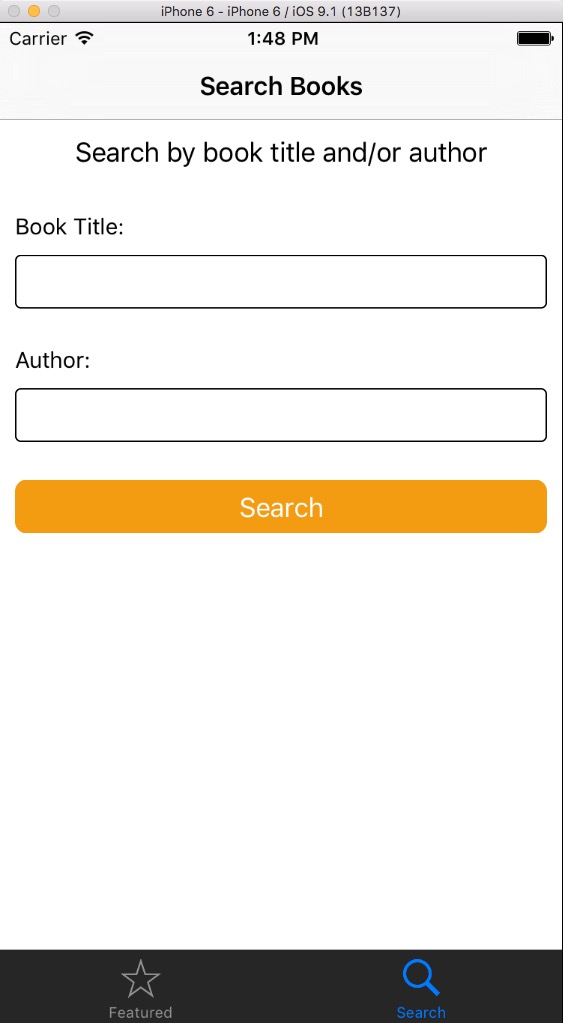 iPhone 6 - iPhone 6 / iOS 9.1 (13B137)
Carrier 1:48 PM
Search Books
Search by book title and/or author
Book Title:
Author:
Search
Featured Search